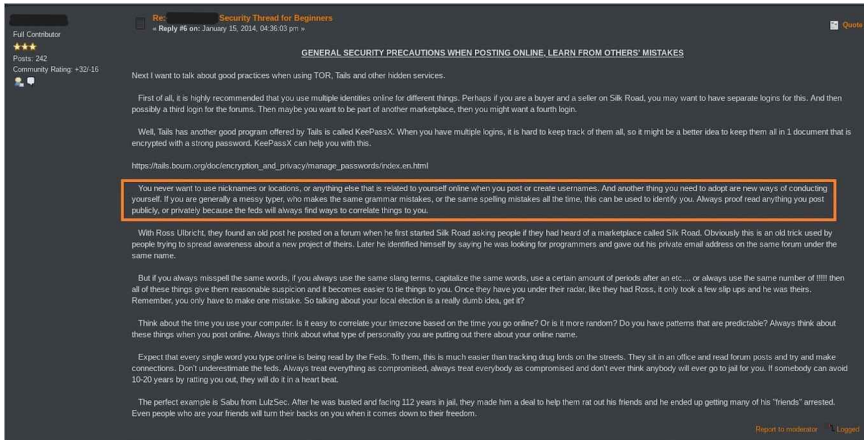 Re: Security Thread for Beginners
« Reply #6 on: January 15, 2014, 04:36:03 pm »
Quote
Full Contributor
Posts: 242
Community Rating: +32/-16
GENERAL SECURITY PRECAUTIONS WHEN POSTING ONLINE, LEARN FROM OTHERS' MISTAKES
Next I want to talk about good practices when using TOR, Tails and other hidden services.
First of all, it is highly recommended that you use multiple identities online for different things. Perhaps if you are a buyer and a seller on Silk Road, you may want to have separate logins for this. And then
possibly a third login for the forums. Then maybe you want to be part of another marketplace, then you might want a fourth login.
Well, Tails has another good program offered by Tails is called KeePassX. When you have multiple logins, it is hard to keep track of them all, so it might be a better idea to keep them all in 1 document that is
encrypted with a strong password. KeePassX can help you with this.
https://tails.boum.org/doc/encryption_and_privacy/manage_passwords/index.en.html
You never want to use nicknames or locations, or anything else that is related to yourself online when you post or create usernames. And another thing you need to adopt are new ways of conducting
yourself. If you are generally a messy typer, who makes the same grammar mistakes, or the same spelling mistakes all the time, this can be used to identify you. Always proof read anything you post
publicly, or privately because the feds will always find ways to correlate things to you.
With Ross Ulbricht, they found an old post he posted on a forum when he first started Silk Road asking people if they had heard of a marketplace called Silk Road. Obviously this is an old trick used by
people trying to spread awareness about a new project of theirs. Later he identified himself by saying he was looking for programmers and gave out his private email address on the same forum under the
same name.
But if you always misspell the same words, if you always use the same slang terms, capitalize the same words, use a certain amount of periods after an etc.... or always use the same number of !!!!! then
all of these things give them reasonable suspicion and it becomes easier to tie things to you. Once they have you under their radar, like they had Ross, it only took a few slip ups and he was theirs.
Remember, you only have to make one mistake. So talking about your local election is a really dumb idea, get it?
Think about the time you use your computer. Is it easy to correlate your timezone based on the time you go online? Or is it more random? Do you have patterns that are predictable? Always think about
these things when you post online. Always think about what type of personality you are putting out there about your online name.
Expect that every single word you type online is being read by the Feds. To them, this is much easier than tracking drug lords on the streets. They sit in an office and read forum posts and try and make
connections. Don't underestimate the feds. Always treat everything as compromised, always treat everybody as compromised and don't ever think anybody will ever go to jail for you. If somebody can avoid
10-20 years by ratting you out, they will do it in a heart beat.
The perfect example is Sabu from LulzSec. After he was busted and facing 112 years in jail, they made him a deal to help them rat out his friends and he ended up getting many of his "friends" arrested.
Even people who are your friends will turn their backs on you when it comes down to their freedom.
Report to moderator Logged